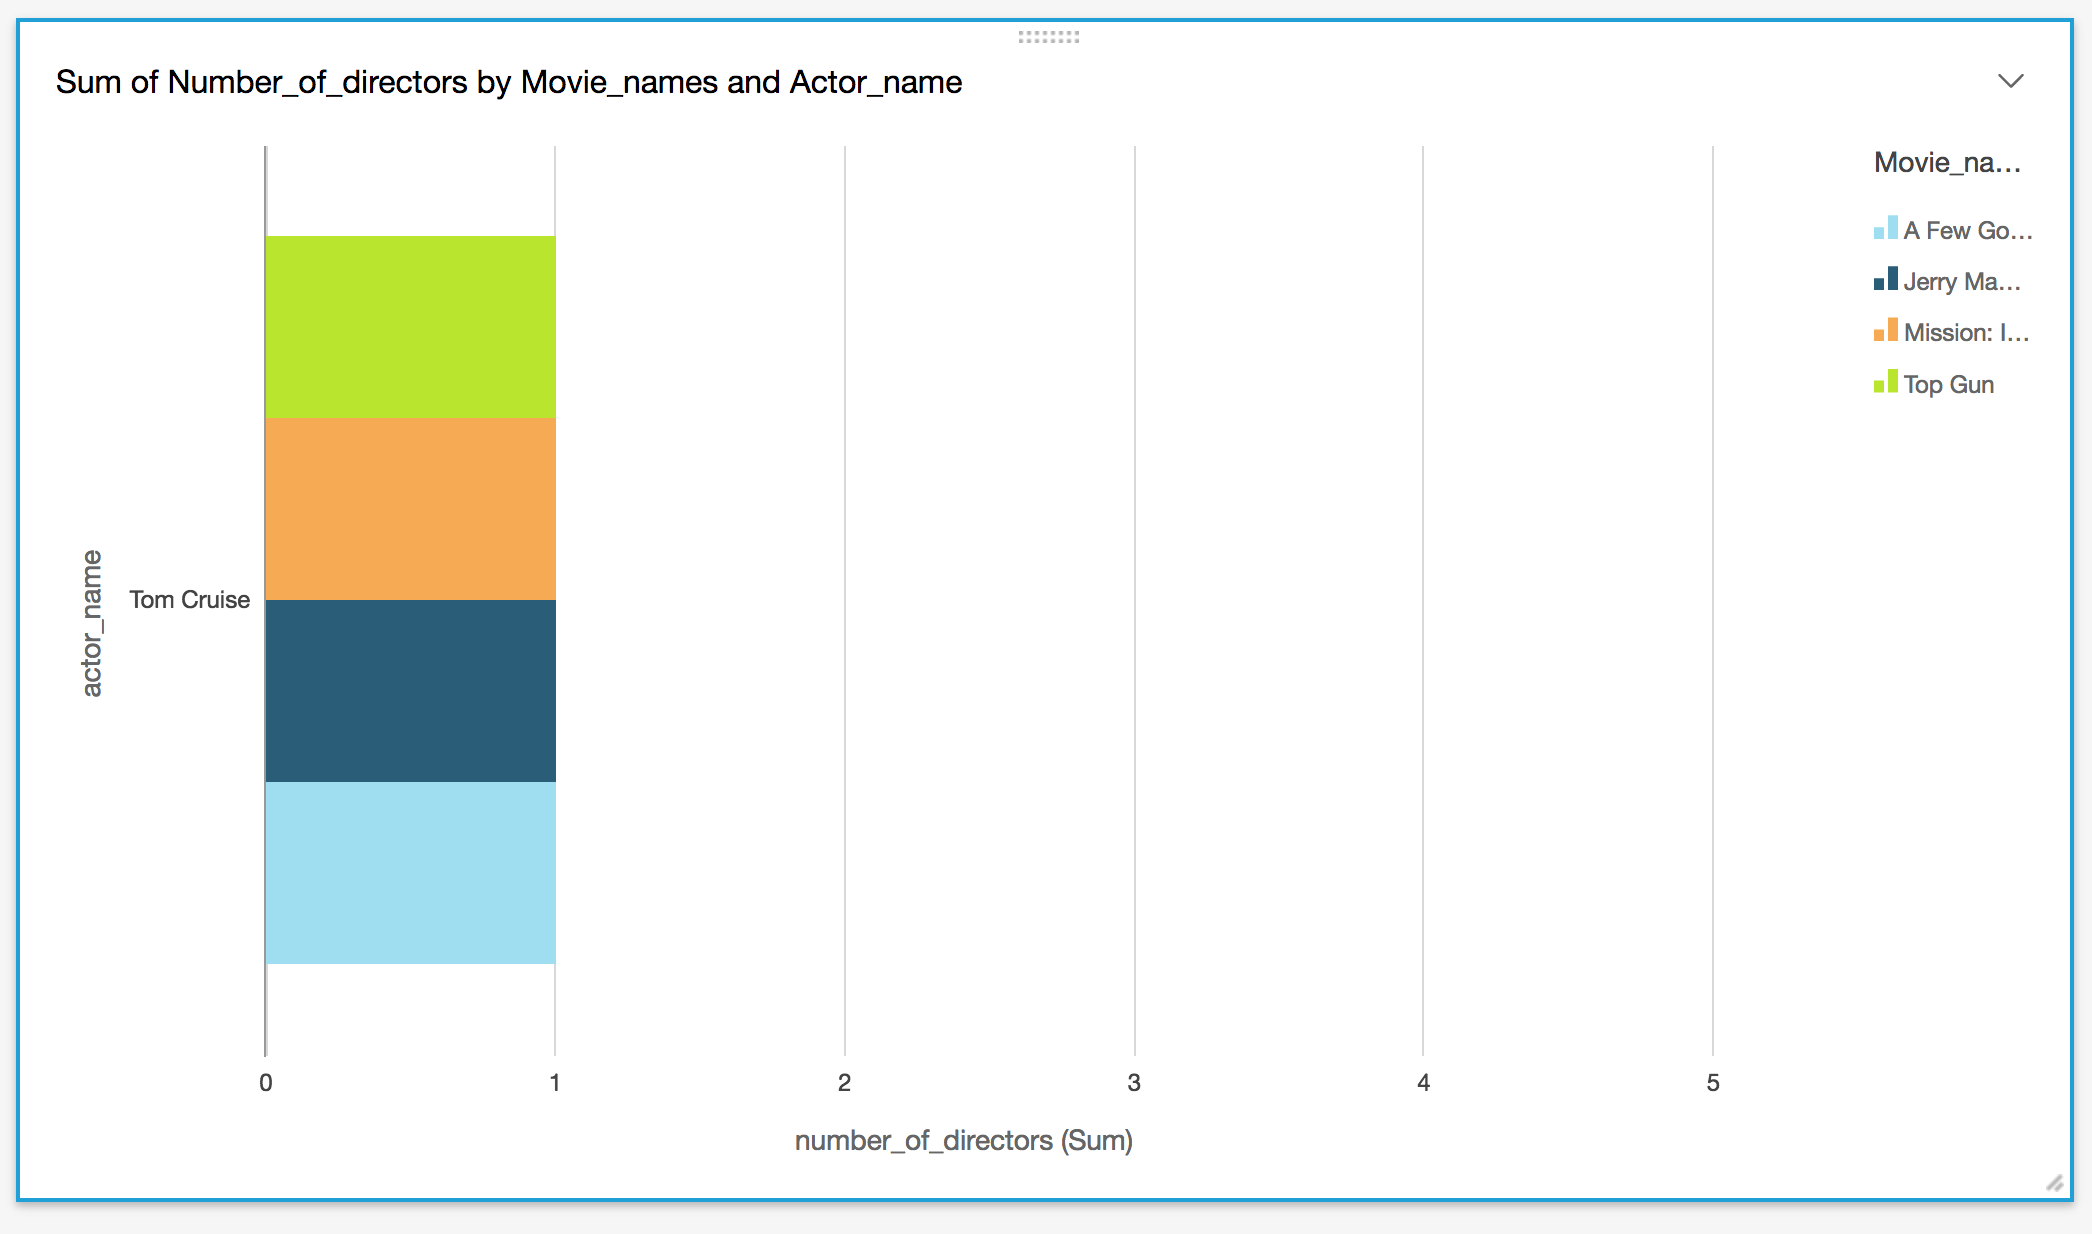 Sum of Number_of_directors by Movie_names and Actor_name
Movie_na...
A Few Go...
Jerry Ma...
Mission: I...
Top Gun
actor_name
Tom Cruise
0 1 2 3 4 5
number_of_directors (Sum)